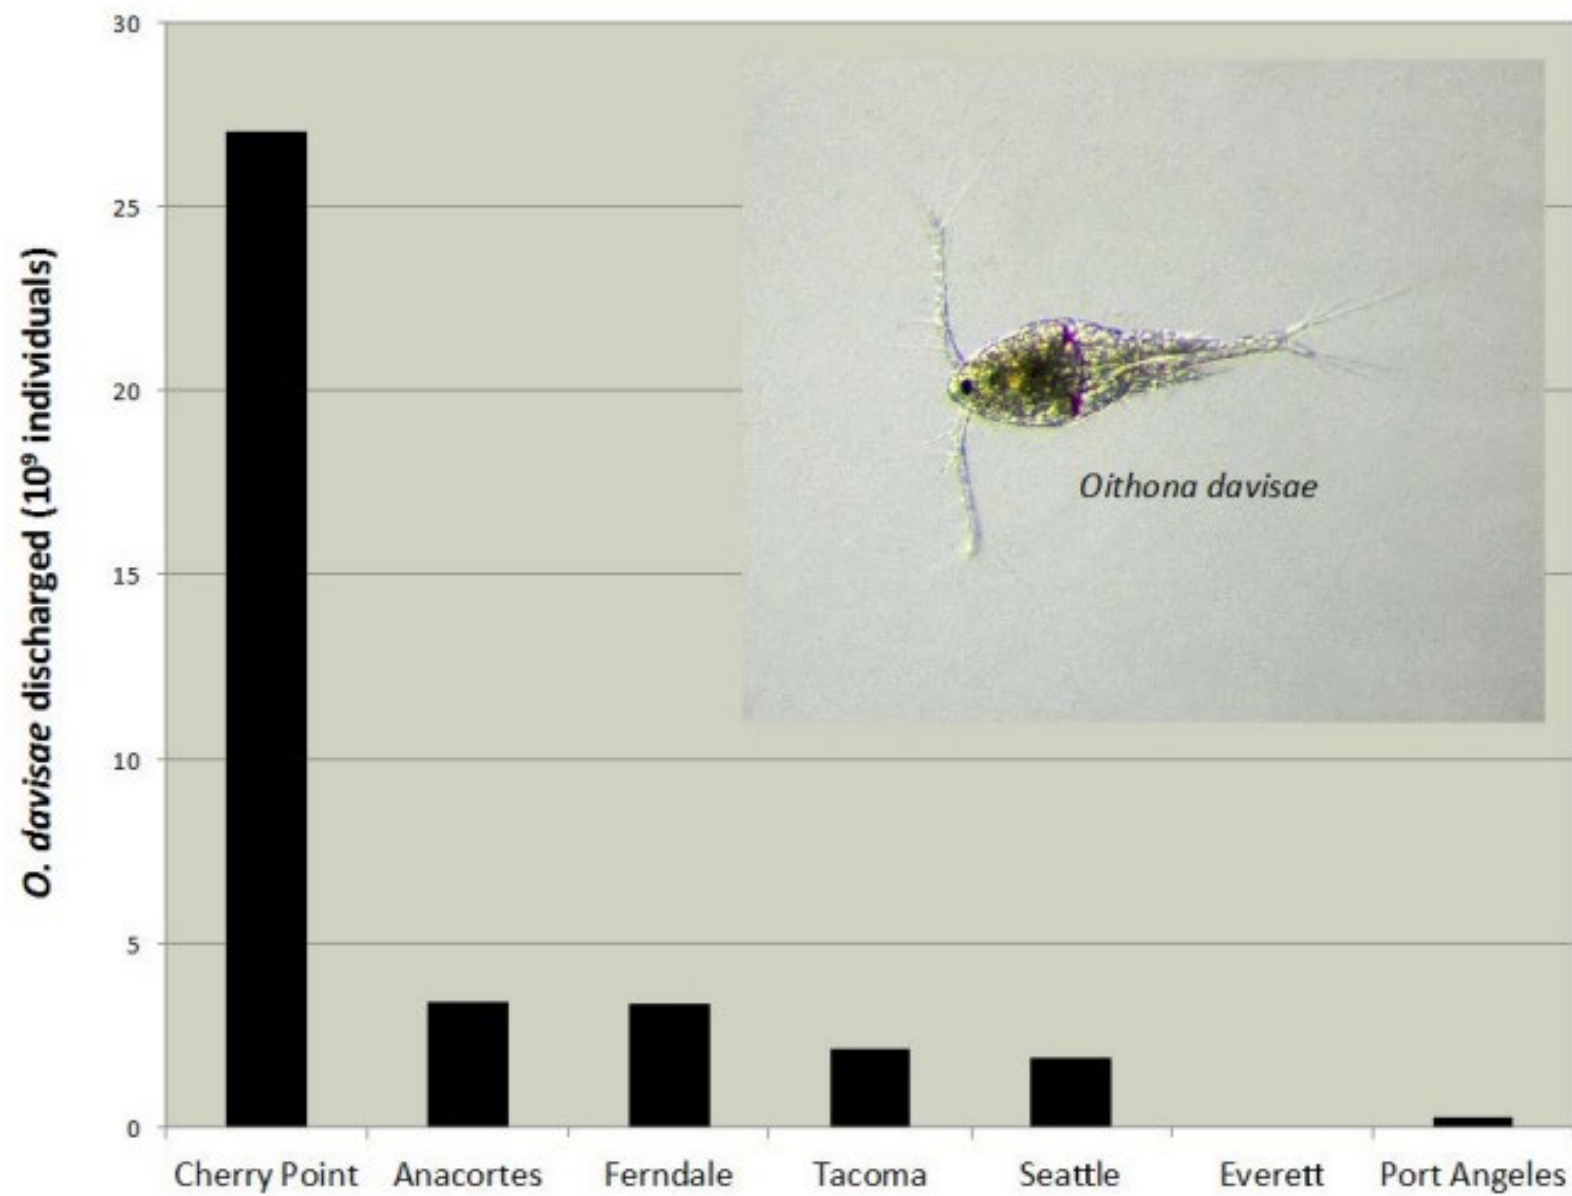 O. davisae discharged (10⁹ individuals)
30
25
20
15
10
5
0
Oithona davisae
Cherry Point Anacortes Ferndale Tacoma Seattle Everett Port Angeles